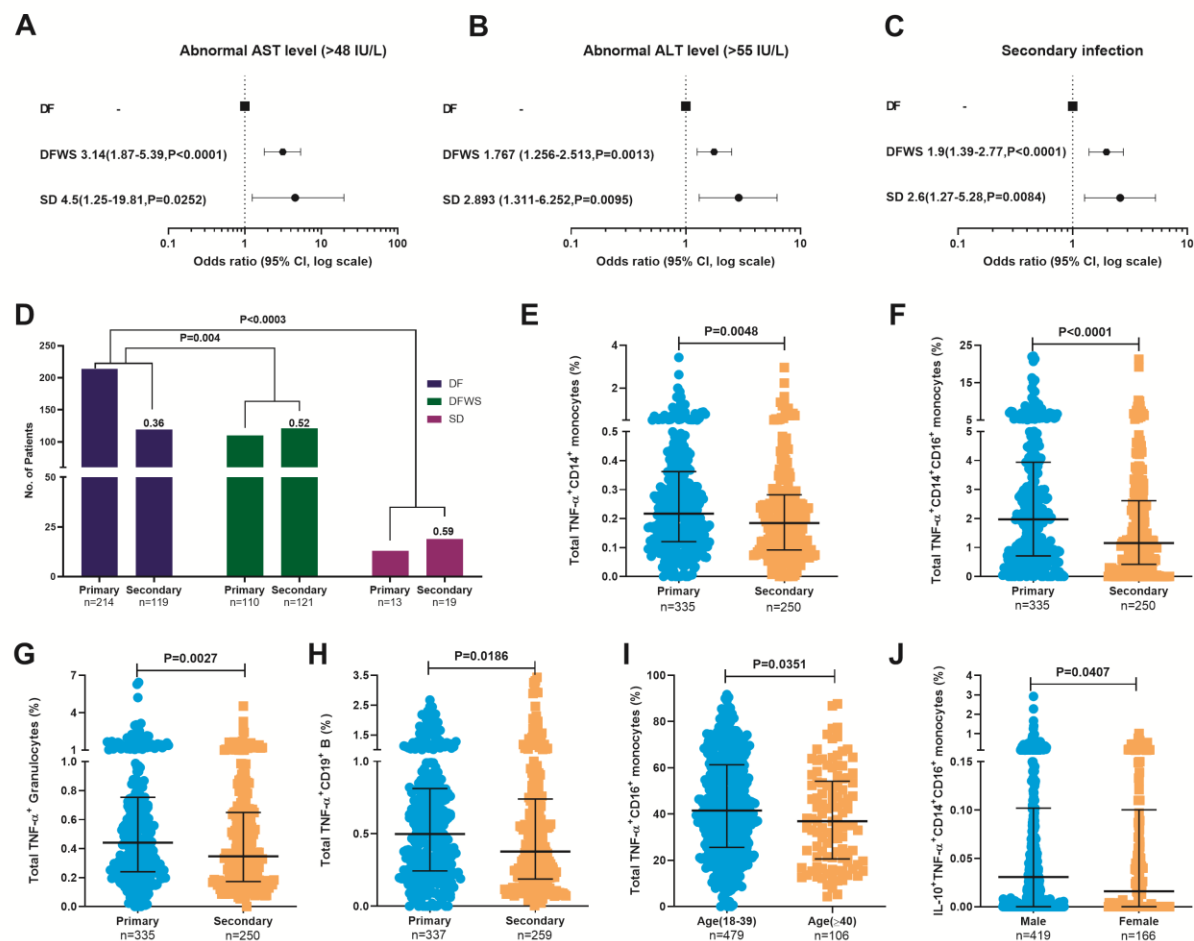 A
Abnormal AST level (>48 IU/L)
DF -
DFWS 3.14(1.87-5.39,P<0.0001)
SD 4.5(1.25-19.81,P=0.0252)
0.1 1 10 100
Odds ratio (95% CI, log scale)
B
Abnormal ALT level (>55 IU/L)
DF -
DFWS 1.767 (1.256-2.513,P=0.0013)
SD 2.893 (1.311-6.252,P=0.0095)
0.1 1 10
Odds ratio (95% CI, log scale)
C
Secondary infection
DF -
DFWS 1.9(1.39-2.77,P<0.0001)
SD 2.6(1.27-5.28,P=0.0084)
0.1 1 10
Odds ratio (95% CI, log scale)
D
P<0.0003
P=0.004
No. of Patients
250
200
150
100
50
25
0
0.36
0.52
0.59
DF
DFWS
SD
Primary Secondary Primary Secondary Primary Secondary
n=214 n=119 n=110 n=121 n=13 n=19
E
P=0.0048
Total TNF-α+CD14+ monocytes (%)
4
2
0.5
0.4
0.3
0.2
0.1
0.0
Primary Secondary
n=335 n=250
F
P<0.0001
Total TNF-α+CD14+CD16+ monocytes (%)
25
15
5
5
4
3
2
1
0
Primary Secondary
n=335 n=250
G
P=0.0027
Total TNF-α+ Granulocytes (%)
7
4
1
1.0
0.8
0.6
0.4
0.2
0.0
Primary Secondary
n=335 n=250
H
P=0.0186
Total TNF-α+CD19+ B (%)
3.5
2.5
1.5
1.0
0.5
0.0
Primary Secondary
n=337 n=259
I
P=0.0351
Total TNF-α+CD16+ monocytes (%)
100
80
60
40
20
0
Age(18-39) Age(≥40)
n=479 n=106
J
P=0.0407
IL-10+TNF-α+CD14+CD16+ monocytes (%)
4
3
2
1
0.15
0.10
0.05
0.00
Male Female
n=419 n=166